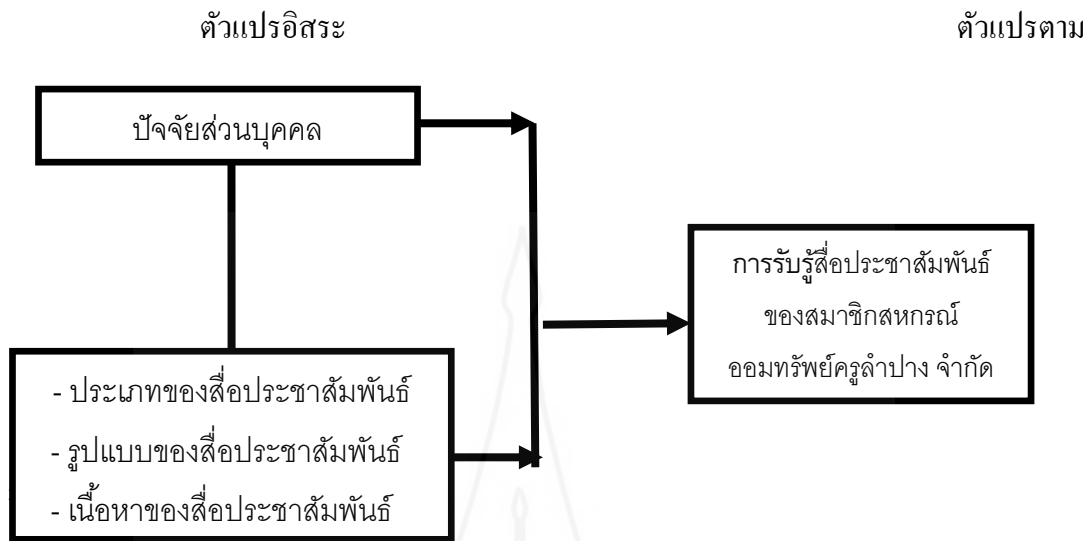 ตัวแปรอิสระ
ตัวแปรตาม
ปัจจัยส่วนบุคคล
การรับรู้สื่อประชาสัมพันธ์
ของสมาชิกสหกรณ์
ออมทรัพย์ครูลำปาง จำกัด
- ประเภทของสื่อประชาสัมพันธ์
- รูปแบบของสื่อประชาสัมพันธ์
- เนื้อหาของสื่อประชาสัมพันธ์